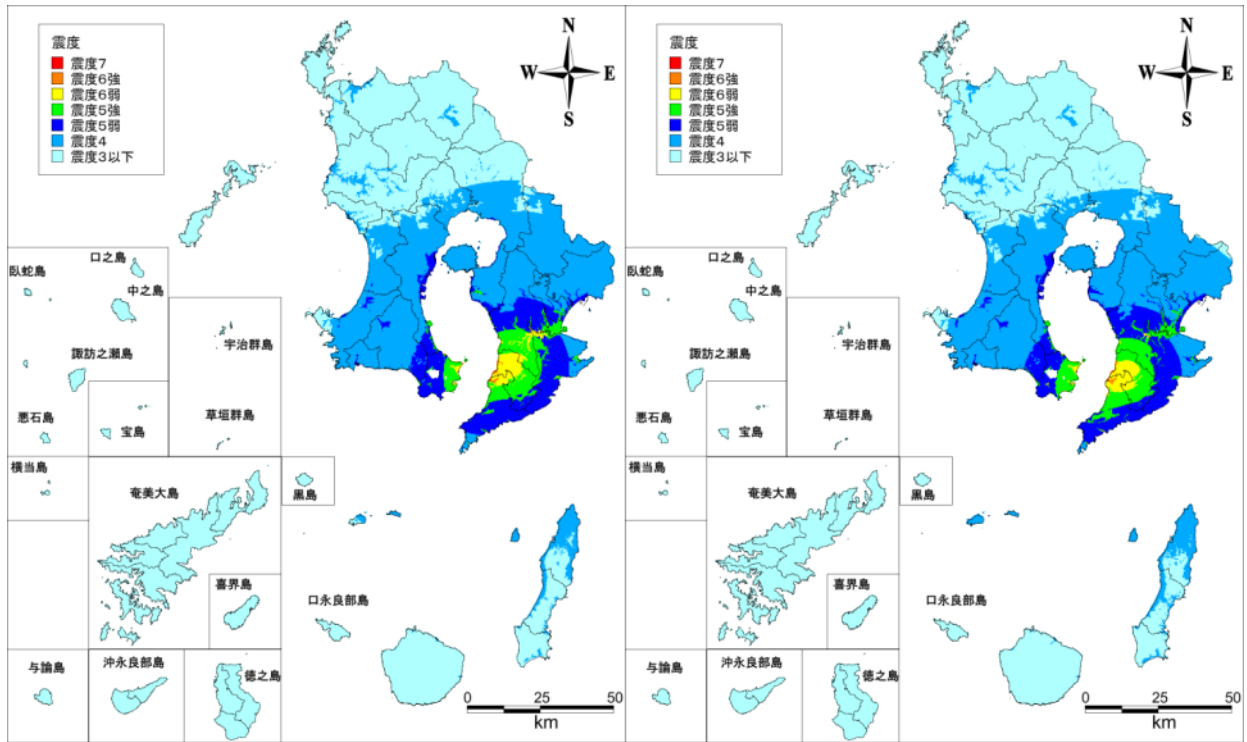 震度
震度7
震度6強
震度6弱
震度5強
震度5弱
震度4
震度3以下
N
W
E
S
口之島
臥蛇島
中之島
宇治群島
諏訪之瀬島
草垣群島
悪石島
宝島
横当島
奄美大島
黒島
喜界島
口永良部島
与論島
沖永良部島
徳之島
0 25 50
km
震度
震度7
震度6強
震度6弱
震度5強
震度5弱
震度4
震度3以下
N
W
E
S
口之島
臥蛇島
中之島
宇治群島
諏訪之瀬島
草垣群島
悪石島
宝島
横当島
奄美大島
黒島
喜界島
口永良部島
与論島
沖永良部島
徳之島
0 25 50
km